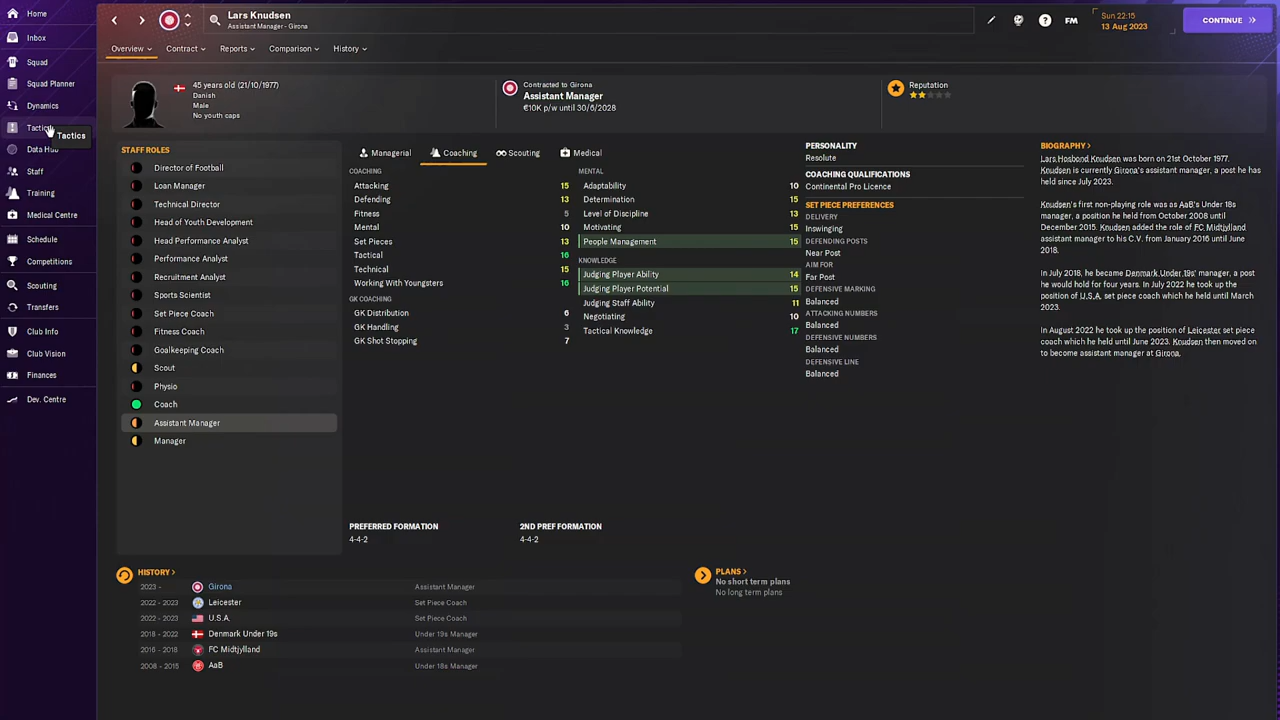 Home
Inbox
Squad
Squad Planner
Dynamics
Tactics
Tactics
Data Hub
Staff
Training
Medical Centre
Schedule
Competitions
Scouting
Transfers
Club Info
Club Vision
Finances
Dev. Centre
Lars Knudsen
Assistant Manager - Girona
?
FM
Sun 22:15
13 Aug 2023
CONTINUE
Overview
Contract
Reports
Comparison
History
45 years old (21/10/1977)
Danish
Male
No youth caps
Contracted to Girona
Assistant Manager
€10K p/w until 30/6/2028
Reputation
STAFF ROLES
Director of Football
Loan Manager
Technical Director
Head of Youth Development
Head Performance Analyst
Performance Analyst
Recruitment Analyst
Sports Scientist
Set Piece Coach
Fitness Coach
Goalkeeping Coach
Scout
Physio
Coach
Assistant Manager
Manager
Managerial
Coaching
Scouting
Medical
COACHING
Attacking 15
Defending 13
Fitness 5
Mental 10
Set Pieces 13
Tactical 16
Technical 15
Working With Youngsters 16
GK COACHING
GK Distribution 6
GK Handling 3
GK Shot Stopping 7
MENTAL
Adaptability 10
Determination 15
Level of Discipline 13
Motivating 15
People Management 15
KNOWLEDGE
Judging Player Ability 14
Judging Player Potential 15
Judging Staff Ability 11
Negotiating 10
Tactical Knowledge 17
PERSONALITY
Resolute
COACHING QUALIFICATIONS
Continental Pro Licence
SET PIECE PREFERENCES
DELIVERY
Inswinging
DEFENDING POSTS
Near Post
AIM FOR
Far Post
DEFENSIVE MARKING
Balanced
ATTACKING NUMBERS
Balanced
DEFENSIVE NUMBERS
Balanced
DEFENSIVE LINE
Balanced
BIOGRAPHY >
Lars Hosbond Knudsen was born on 21st October 1977.
Knudsen is currently Girona's assistant manager, a post he has
held since July 2023.
Knudsen's first non-playing role was as AaB's Under 18s
manager, a position he held from October 2008 until
December 2015. Knudsen added the role of FC Midtjylland
assistant manager to his C.V. from January 2016 until June
2018.
In July 2018, he became Denmark Under 19s' manager, a post
he would hold for four years. In July 2022 he took up the
position of U.S.A. set piece coach which he held until March
2023.
In August 2022 he took up the position of Leicester set piece
coach which he held until June 2023. Knudsen then moved on
to become assistant manager at Girona.
PREFERRED FORMATION
4-4-2
2ND PREF FORMATION
4-4-2
HISTORY >
2023 - Girona Assistant Manager
2022 - 2023 Leicester Set Piece Coach
2022 - 2023 U.S.A. Set Piece Coach
2018 - 2022 Denmark Under 19s Under 19s Manager
2016 - 2018 FC Midtjylland Assistant Manager
2008 - 2015 AaB Under 18s Manager
PLANS >
No short term plans
No long term plans